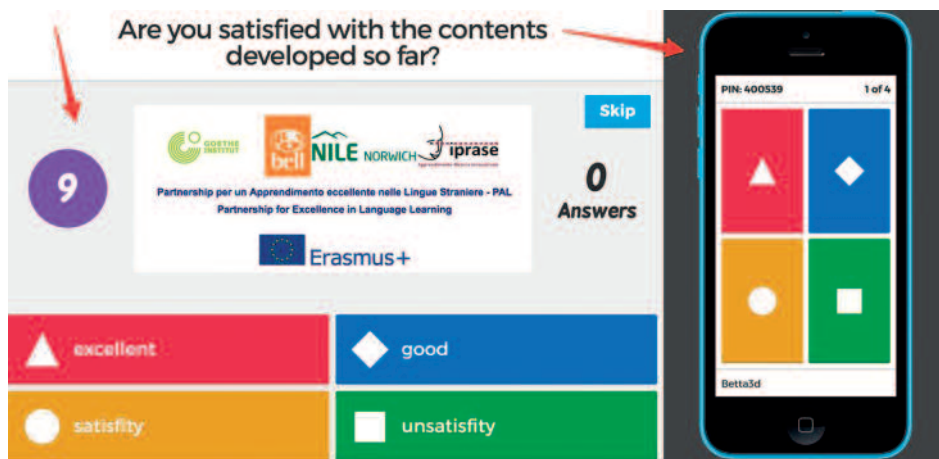 Are you satisfied with the contents
developed so far?
9
Skip
0
Answers
GOETHE
INSTITUT
bell
NILE NORWICH
iprase
Partnership per un Apprendimento eccellente nelle Lingue Straniere - PAL
Partnership for Excellence in Language Learning
Erasmus+
excellent
good
satisfity
unsatisfity
PIN: 400539
1 of 4
Betta3d